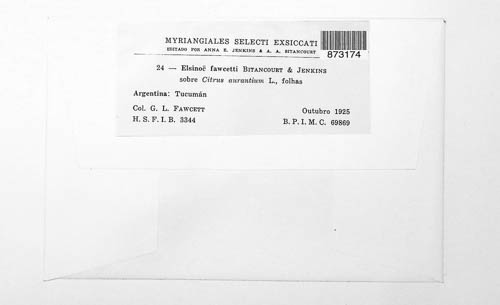 MYRIANGIALES SELECTI EXSICCATI
EDITADO POR ANNA E. JENKINS & A. A. BITANCOURT
873174
24 — Elsinoë fawcetti BITANCOURT & JENKINS
sobre Citrus aurantium L., folhas
Argentina: Tucumán
Col. G. L. FAWCETT Outubro 1925
H. S. F. I. B. 3344 B. P. I. M. C. 69869